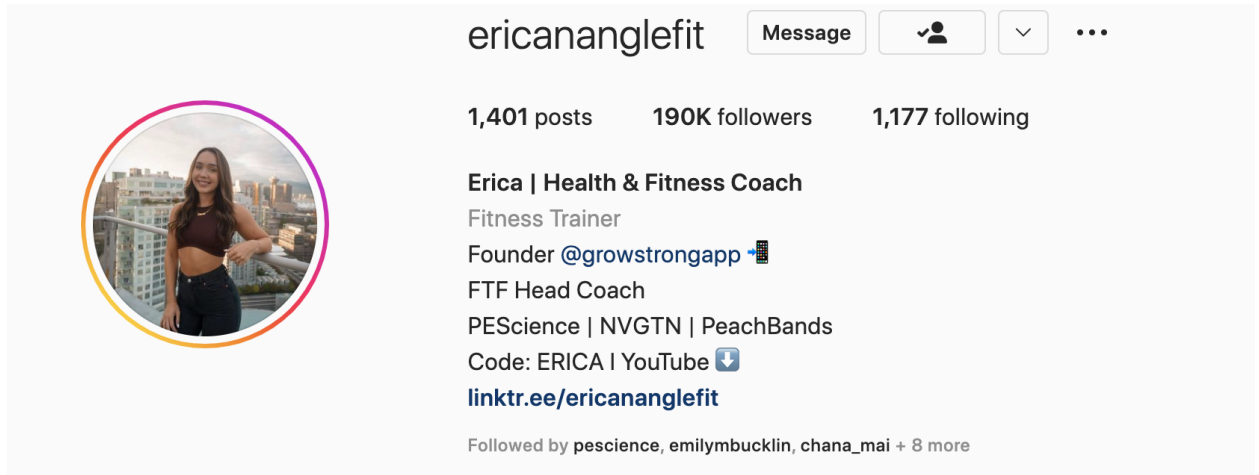 ericananglefit Message
1,401 posts 190K followers 1,177 following
Erica | Health & Fitness Coach
Fitness Trainer
Founder @growstrongapp 📲
FTF Head Coach
PEScience | NVGTN | PeachBands
Code: ERICA I YouTube ⬇️
linktr.ee/ericananglefit
Followed by pescience, emilymbucklin, chana_mai + 8 more